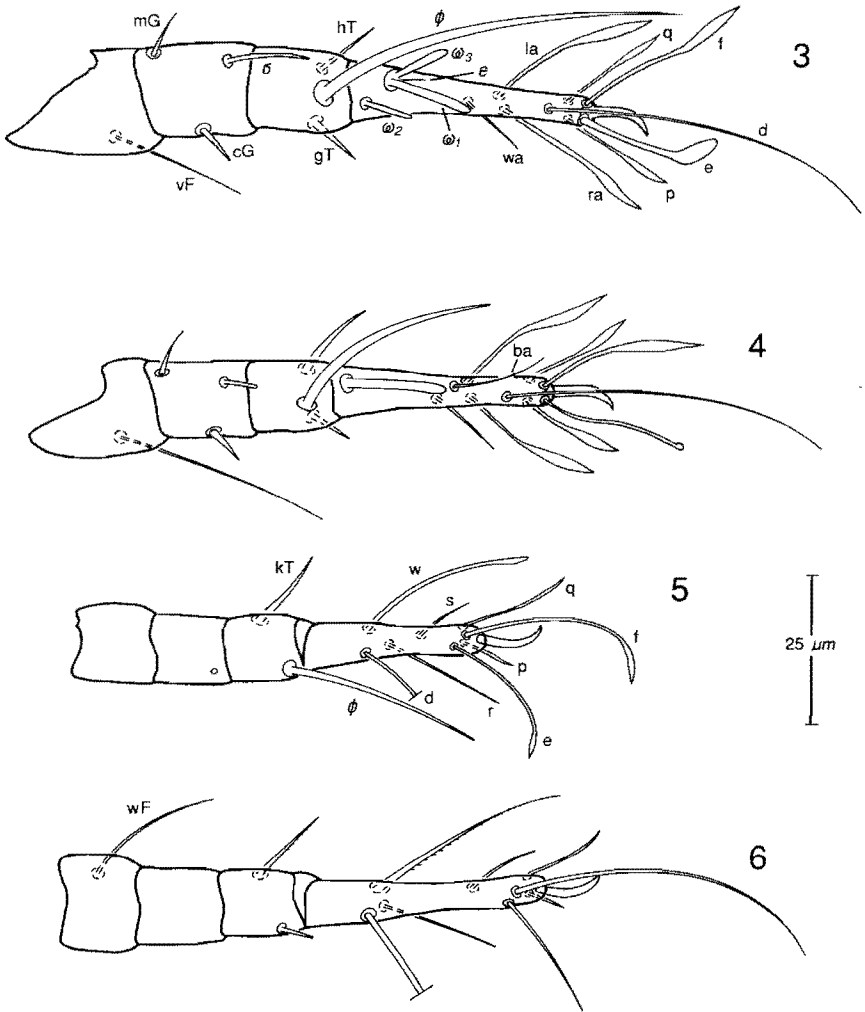 mG
hT
ϕ
la
q
f
3
б
ω3
e
ω2
ω1
cG
gT
wa
d
vF
ra
p
e
4
ba
kT
w
s
q
5
f
25 µm
p
d
r
ϕ
e
wF
6